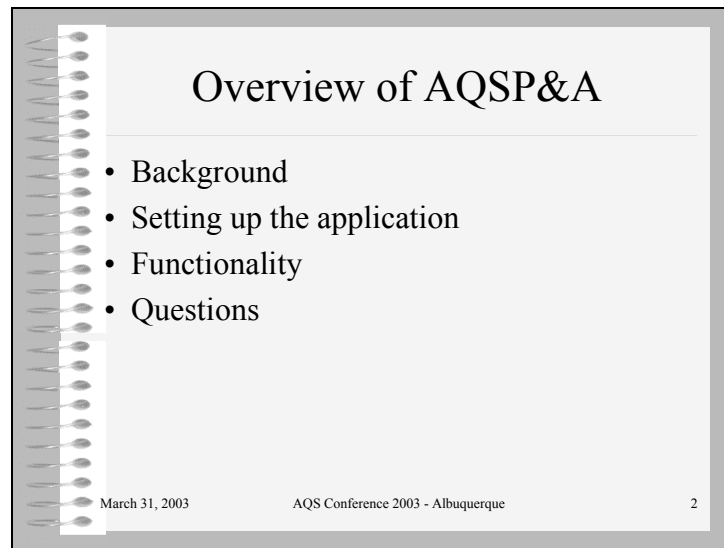 Overview of AQSP&A
• Background
• Setting up the application
• Functionality
• Questions
March 31, 2003 AQS Conference 2003 - Albuquerque 2